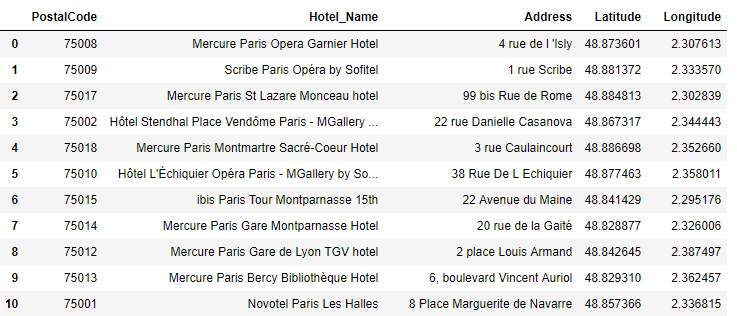 PostalCode Hotel_Name Address Latitude Longitude
0 75008 Mercure Paris Opera Garnier Hotel 4 rue de l 'Isly 48.873601 2.307613
1 75009 Scribe Paris Opéra by Sofitel 1 rue Scribe 48.881372 2.333570
2 75017 Mercure Paris St Lazare Monceau hotel 99 bis Rue de Rome 48.884813 2.302839
3 75002 Hôtel Stendhal Place Vendôme Paris - MGallery ... 22 rue Danielle Casanova 48.867317 2.344443
4 75018 Mercure Paris Montmartre Sacré-Coeur Hotel 3 rue Caulaincourt 48.886698 2.352660
5 75010 Hôtel L'Échiquier Opéra Paris - MGallery by So... 38 Rue De L Echiquier 48.877463 2.358011
6 75015 ibis Paris Tour Montparnasse 15th 22 Avenue du Maine 48.841429 2.295176
7 75014 Mercure Paris Gare Montparnasse Hotel 20 rue de la Gaité 48.828877 2.326006
8 75012 Mercure Paris Gare de Lyon TGV hotel 2 place Louis Armand 48.842645 2.387497
9 75013 Mercure Paris Bercy Bibliothèque Hotel 6, boulevard Vincent Auriol 48.829310 2.362457
10 75001 Novotel Paris Les Halles 8 Place Marguerite de Navarre 48.857366 2.336815